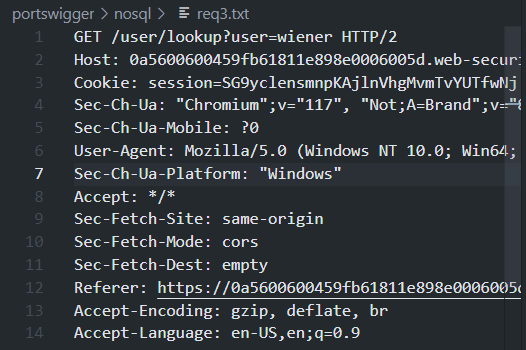 portswigger > nosql > req3.txt
1 GET /user/lookup?user=wiener HTTP/2
2 Host: 0a5600600459fb61811e898e0006005d.web-securi
3 Cookie: session=SG9yclensmnpKAjlnVhgMvmTvYUTfwNj
4 Sec-Ch-Ua: "Chromium";v="117", "Not;A=Brand";v="8
5 Sec-Ch-Ua-Mobile: ?0
6 User-Agent: Mozilla/5.0 (Windows NT 10.0; Win64;
7 Sec-Ch-Ua-Platform: "Windows"
8 Accept: */*
9 Sec-Fetch-Site: same-origin
10 Sec-Fetch-Mode: cors
11 Sec-Fetch-Dest: empty
12 Referer: https://0a5600600459fb61811e898e0006005d
13 Accept-Encoding: gzip, deflate, br
14 Accept-Language: en-US,en;q=0.9